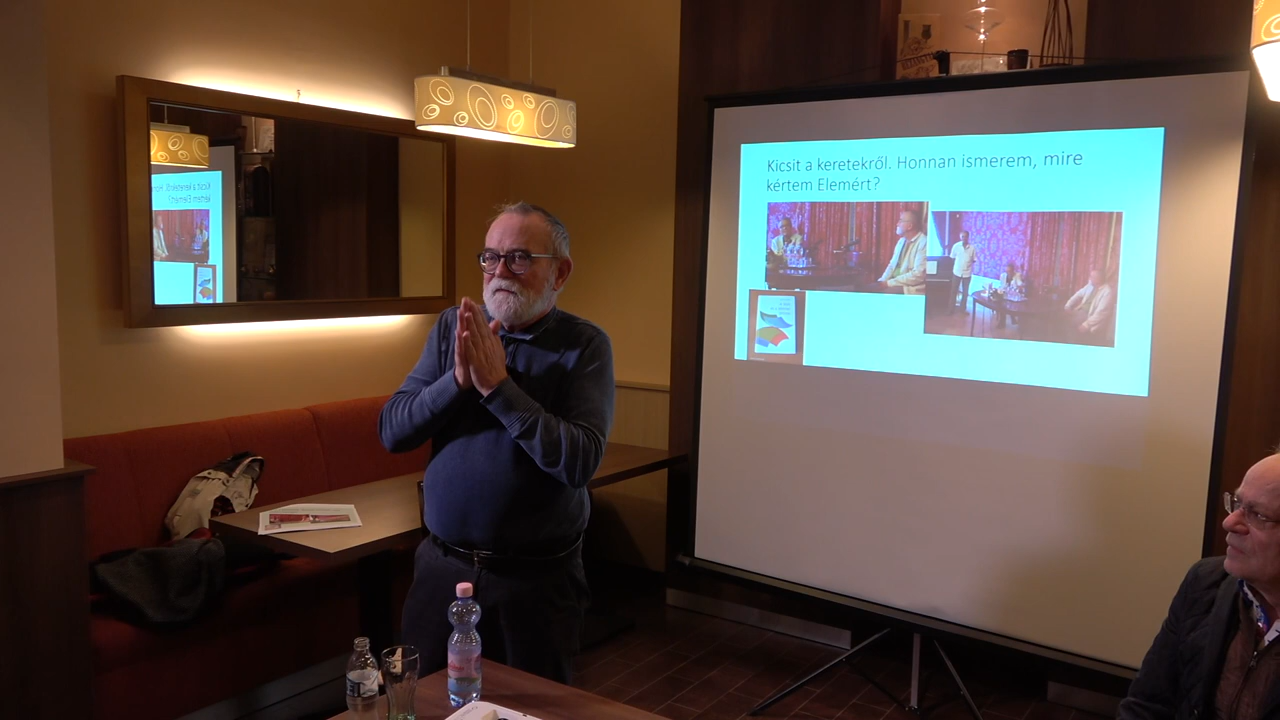 Kicsit a keretekről. Honnan ismerem, mire
kértem Elemért?